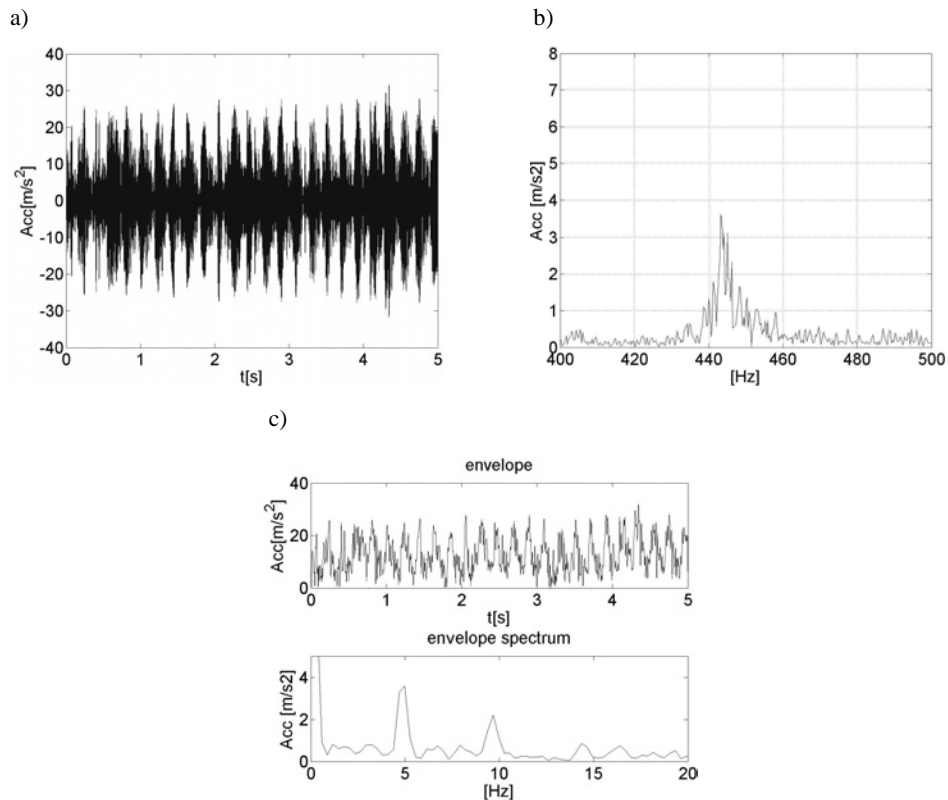 a)
b)
40
30
20
10
0
-10
-20
-30
-40
Acc[m/s²]
0 1 2 3 4 5
t[s]
8
7
6
5
4
3
2
1
0
Acc [m/s2]
400 420 440 460 480 500
[Hz]
c)
envelope
40
20
0
Acc[m/s²]
0 1 2 3 4 5
t[s]
envelope spectrum
4
2
0
Acc [m/s2]
0 5 10 15 20
[Hz]